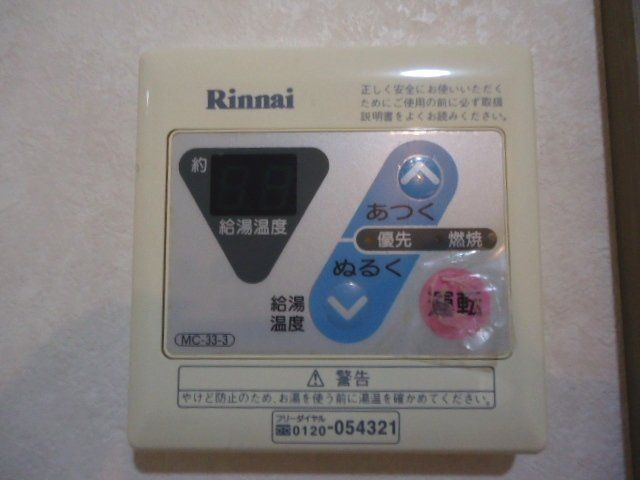 Rinnai
正しく安全にお使いいただく
ためにご使用の前に必ず取扱
説明書をよくお読みください。
約
給湯温度
あつく
優先 燃焼
ぬるく
給湯
温度
運転
MC-33-3
⚠ 警告
やけど防止のため、お湯を使う前に湯温を確かめてください。
フリーダイヤル
0120-054321